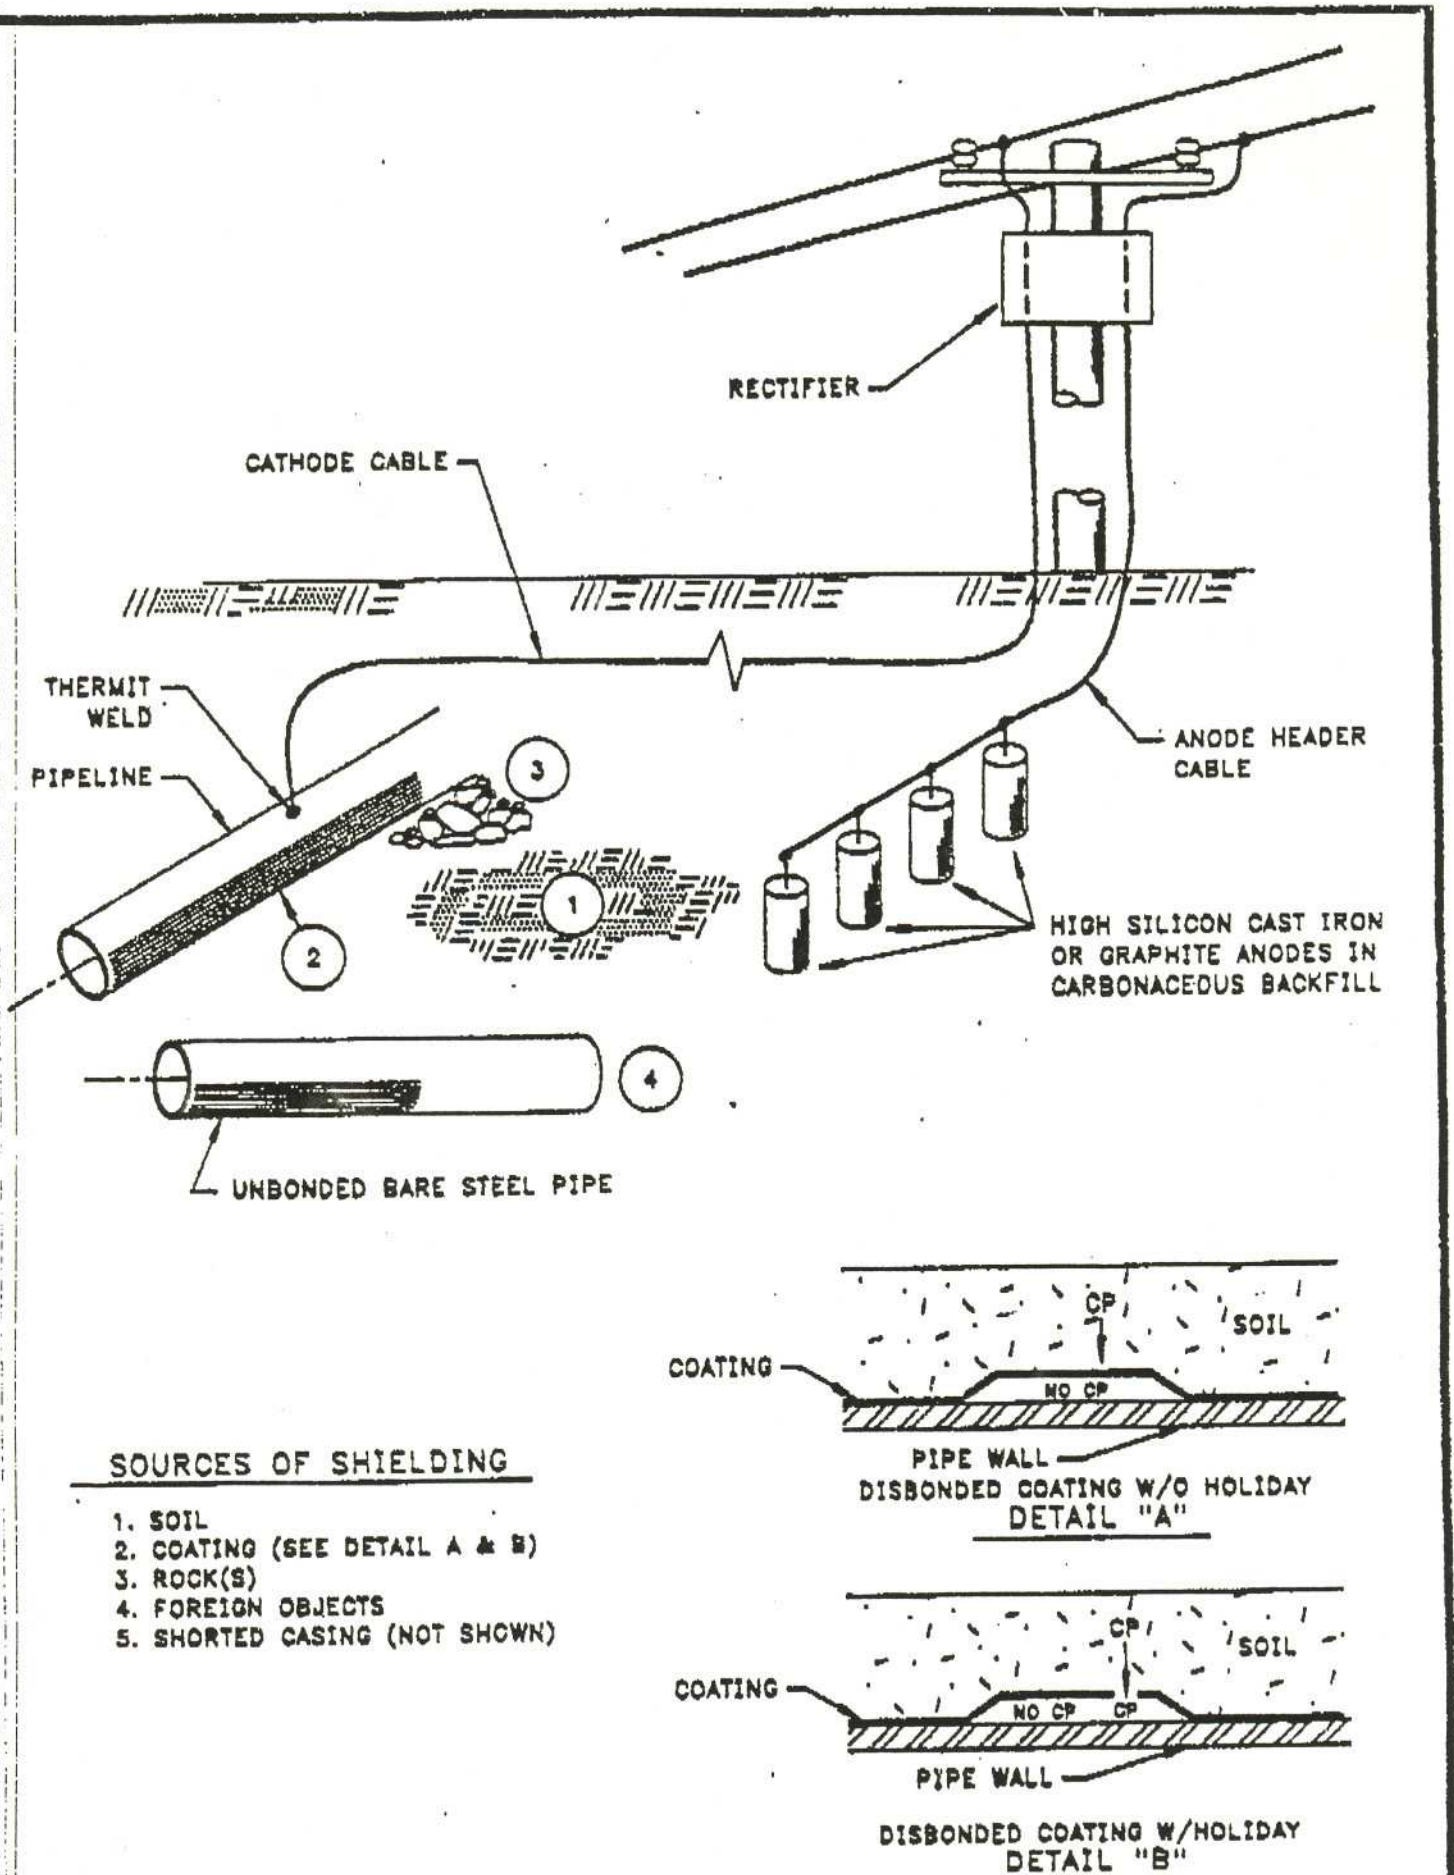 RECTIFIER
CATHODE CABLE
THERMIT
WELD
PIPELINE
3
ANODE HEADER
CABLE
1
2
HIGH SILICON CAST IRON
OR GRAPHITE ANODES IN
CARBONACEOUS BACKFILL
4
UNBONDED BARE STEEL PIPE
CP
SOIL
COATING
NO CP
PIPE WALL
DISBONDED COATING W/O HOLIDAY
DETAIL "A"
SOURCES OF SHIELDING
1. SOIL
2. COATING (SEE DETAIL A & B)
3. ROCK(S)
4. FOREIGN OBJECTS
5. SHORTED CASING (NOT SHOWN)
CP
SOIL
COATING
NO CP CP
PIPE WALL
DISBONDED COATING W/HOLIDAY
DETAIL "B"